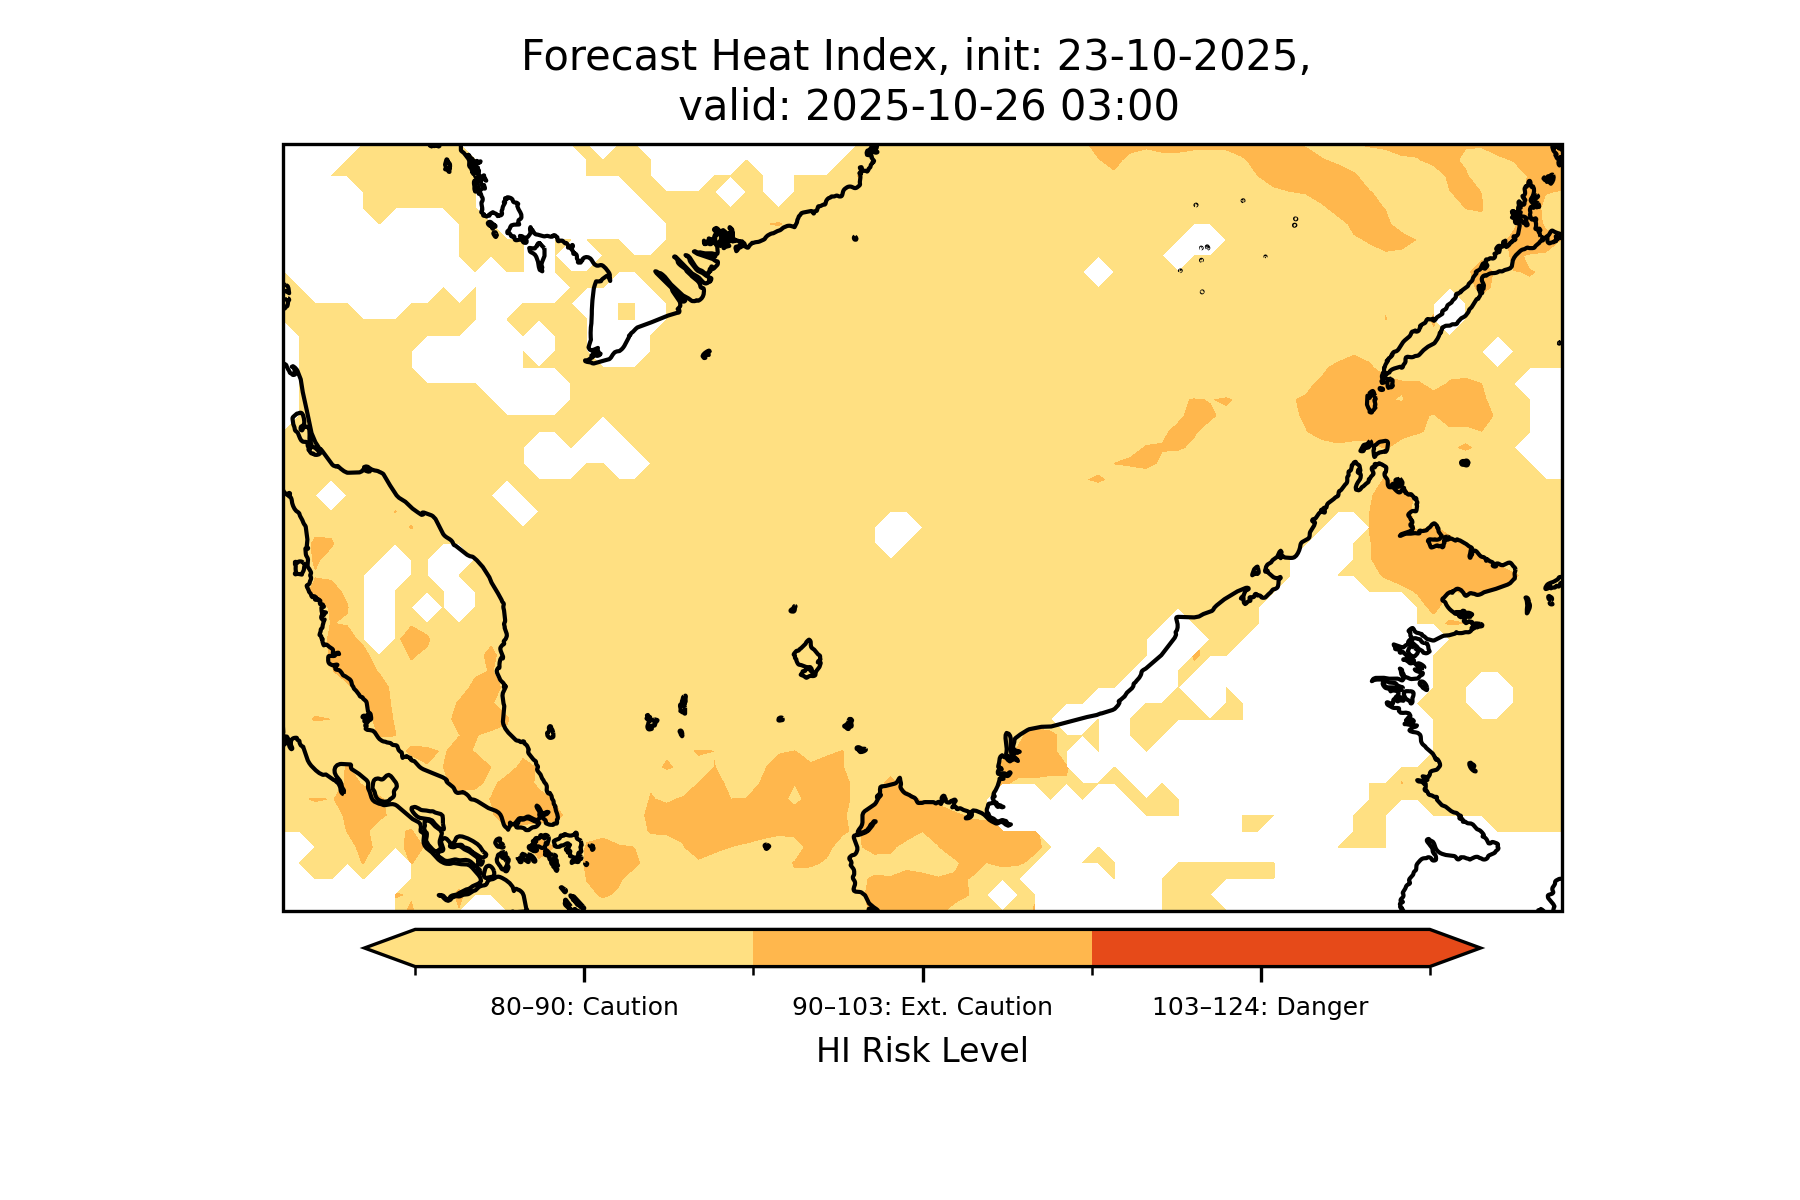 Forecast Heat Index, init: 23-10-2025,
valid: 2025-10-26 03:00
80–90: Caution
90–103: Ext. Caution
103–124: Danger
HI Risk Level